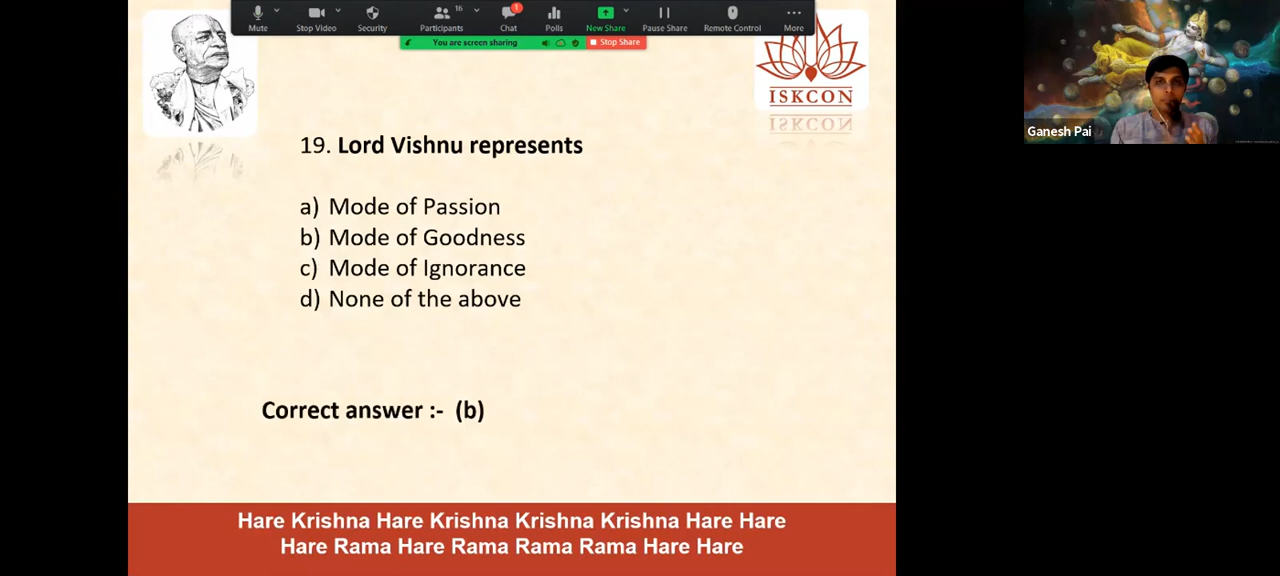 16
1
Mute
Stop Video
Security
Participants
Chat
Polls
New Share
Pause Share
Remote Control
More
You are screen sharing
Stop Share
ISKCON
ISKCON
Ganesh Pai
19. Lord Vishnu represents
a) Mode of Passion
b) Mode of Goodness
c) Mode of Ignorance
d) None of the above
Correct answer :- (b)
Hare Krishna Hare Krishna Krishna Krishna Hare Hare
Hare Rama Hare Rama Rama Rama Hare Hare